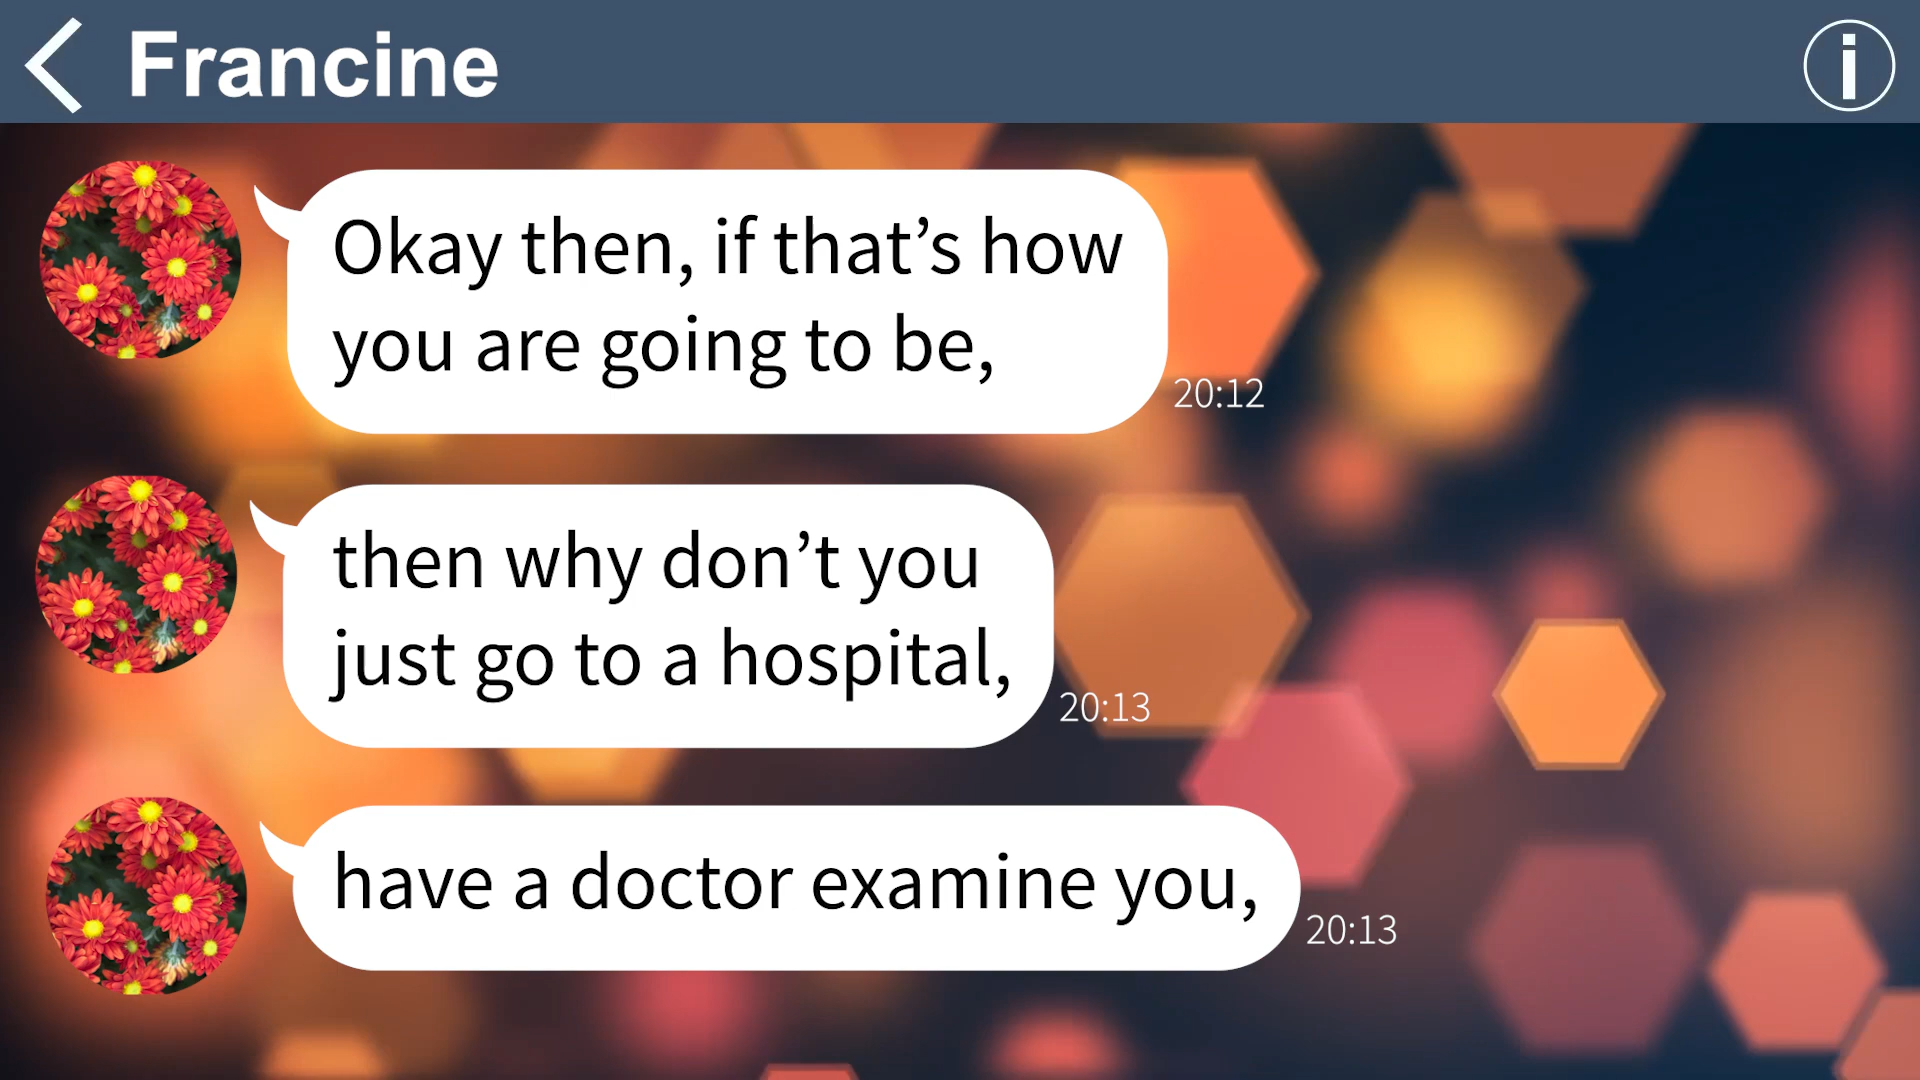 Francine
Okay then, if that’s how
you are going to be,
20:12
then why don’t you
just go to a hospital,
20:13
have a doctor examine you,
20:13